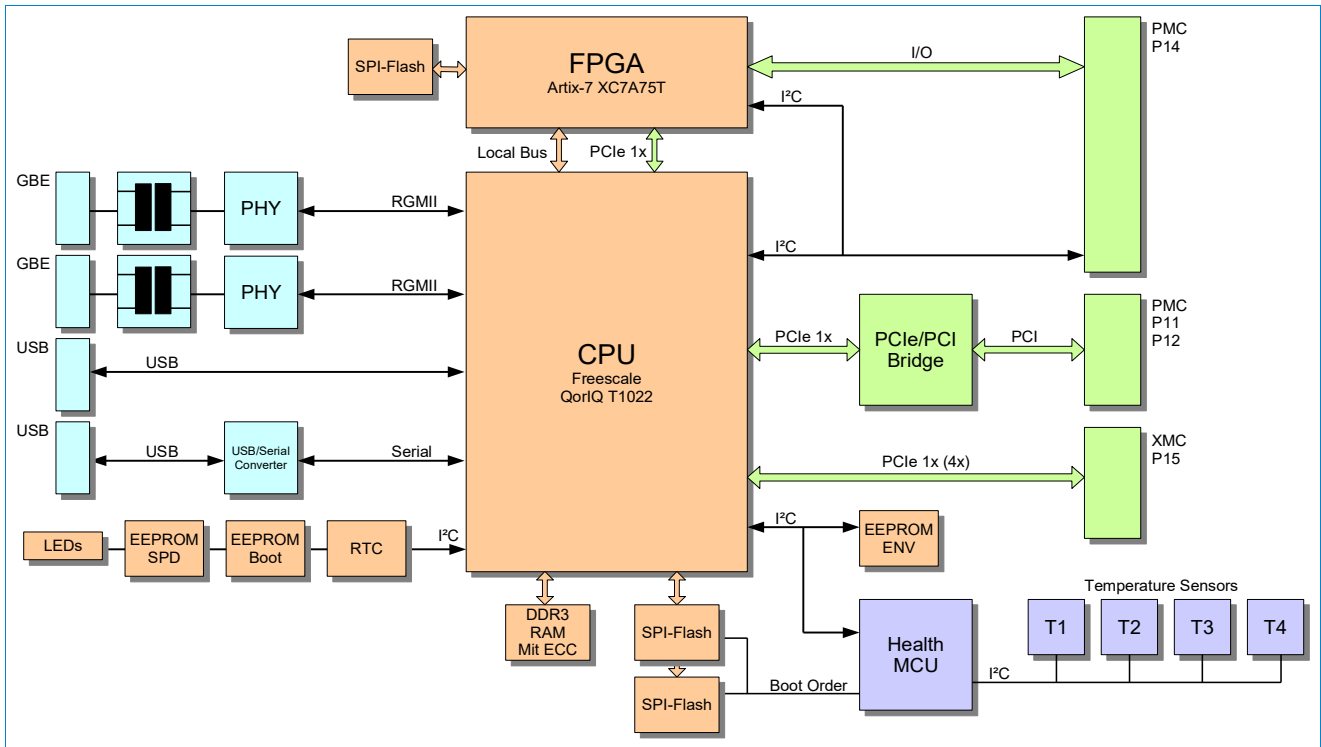 FPGA
Artix-7 XC7A75T
SPI-Flash
I/O
PMC
P14
I²C
Local Bus
PCIe 1x
GBE
PHY
RGMII
I²C
GBE
PHY
RGMII
CPU
Freescale
QorIQ T1022
PCIe 1x
PCIe/PCI
Bridge
PCI
PMC
P11
P12
USB
USB
USB
USB
USB/Serial
Converter
Serial
PCIe 1x (4x)
XMC
P15
LEDs
EEPROM
SPD
EEPROM
Boot
RTC
I²C
I²C
EEPROM
ENV
DDR3
RAM
Mit ECC
SPI-Flash
SPI-Flash
Boot Order
Health
MCU
I²C
Temperature Sensors
T1
T2
T3
T4